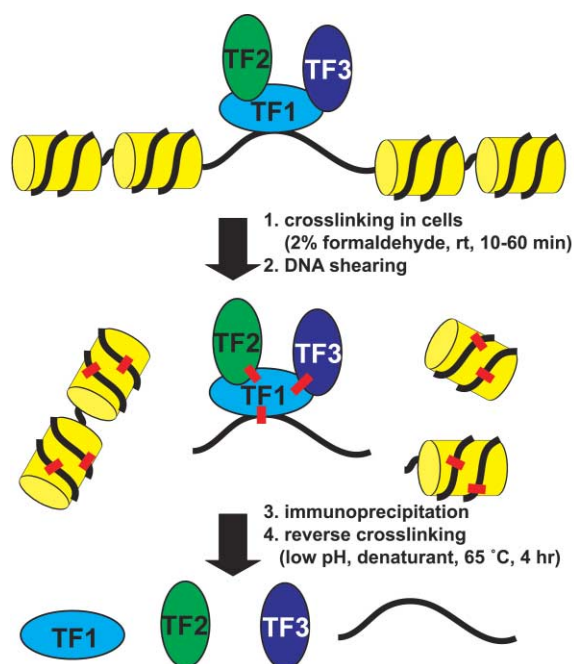 TF2
TF3
TF1
1. crosslinking in cells
(2% formaldehyde, rt, 10-60 min)
2. DNA shearing
TF2
TF3
TF1
3. immunoprecipitation
4. reverse crosslinking
(low pH, denaturant, 65 ˚C, 4 hr)
TF1
TF2
TF3